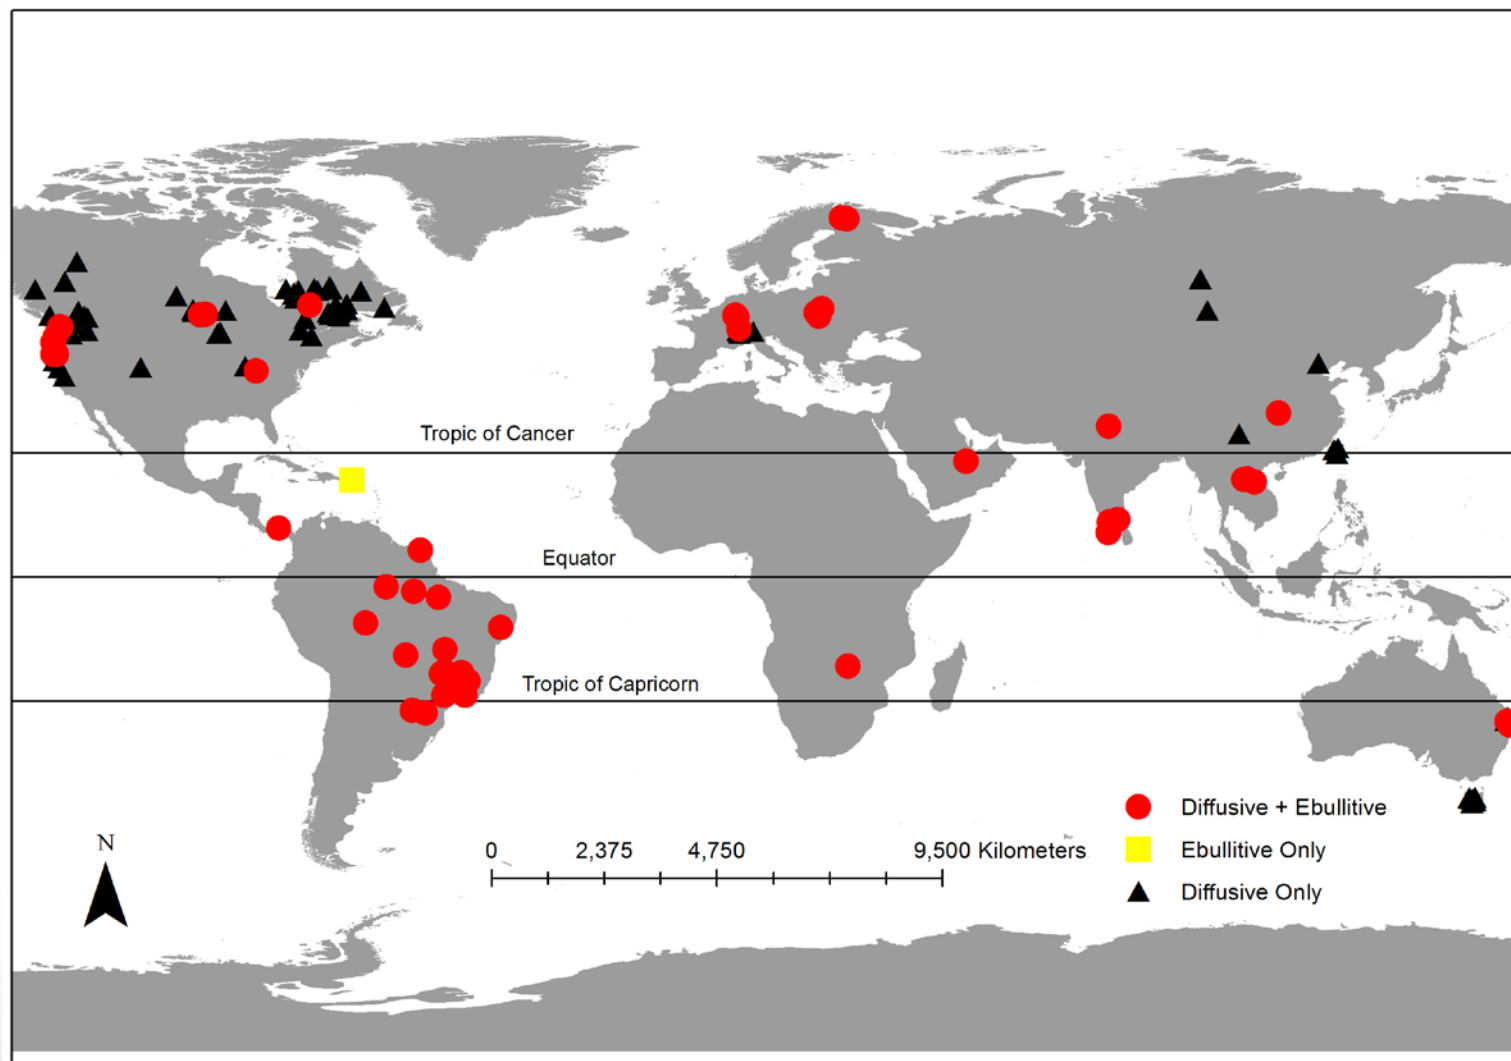 Tropic of Cancer
Equator
Tropic of Capricorn
N
0 2,375 4,750 9,500 Kilometers
Diffusive + Ebullitive
Ebullitive Only
Diffusive Only